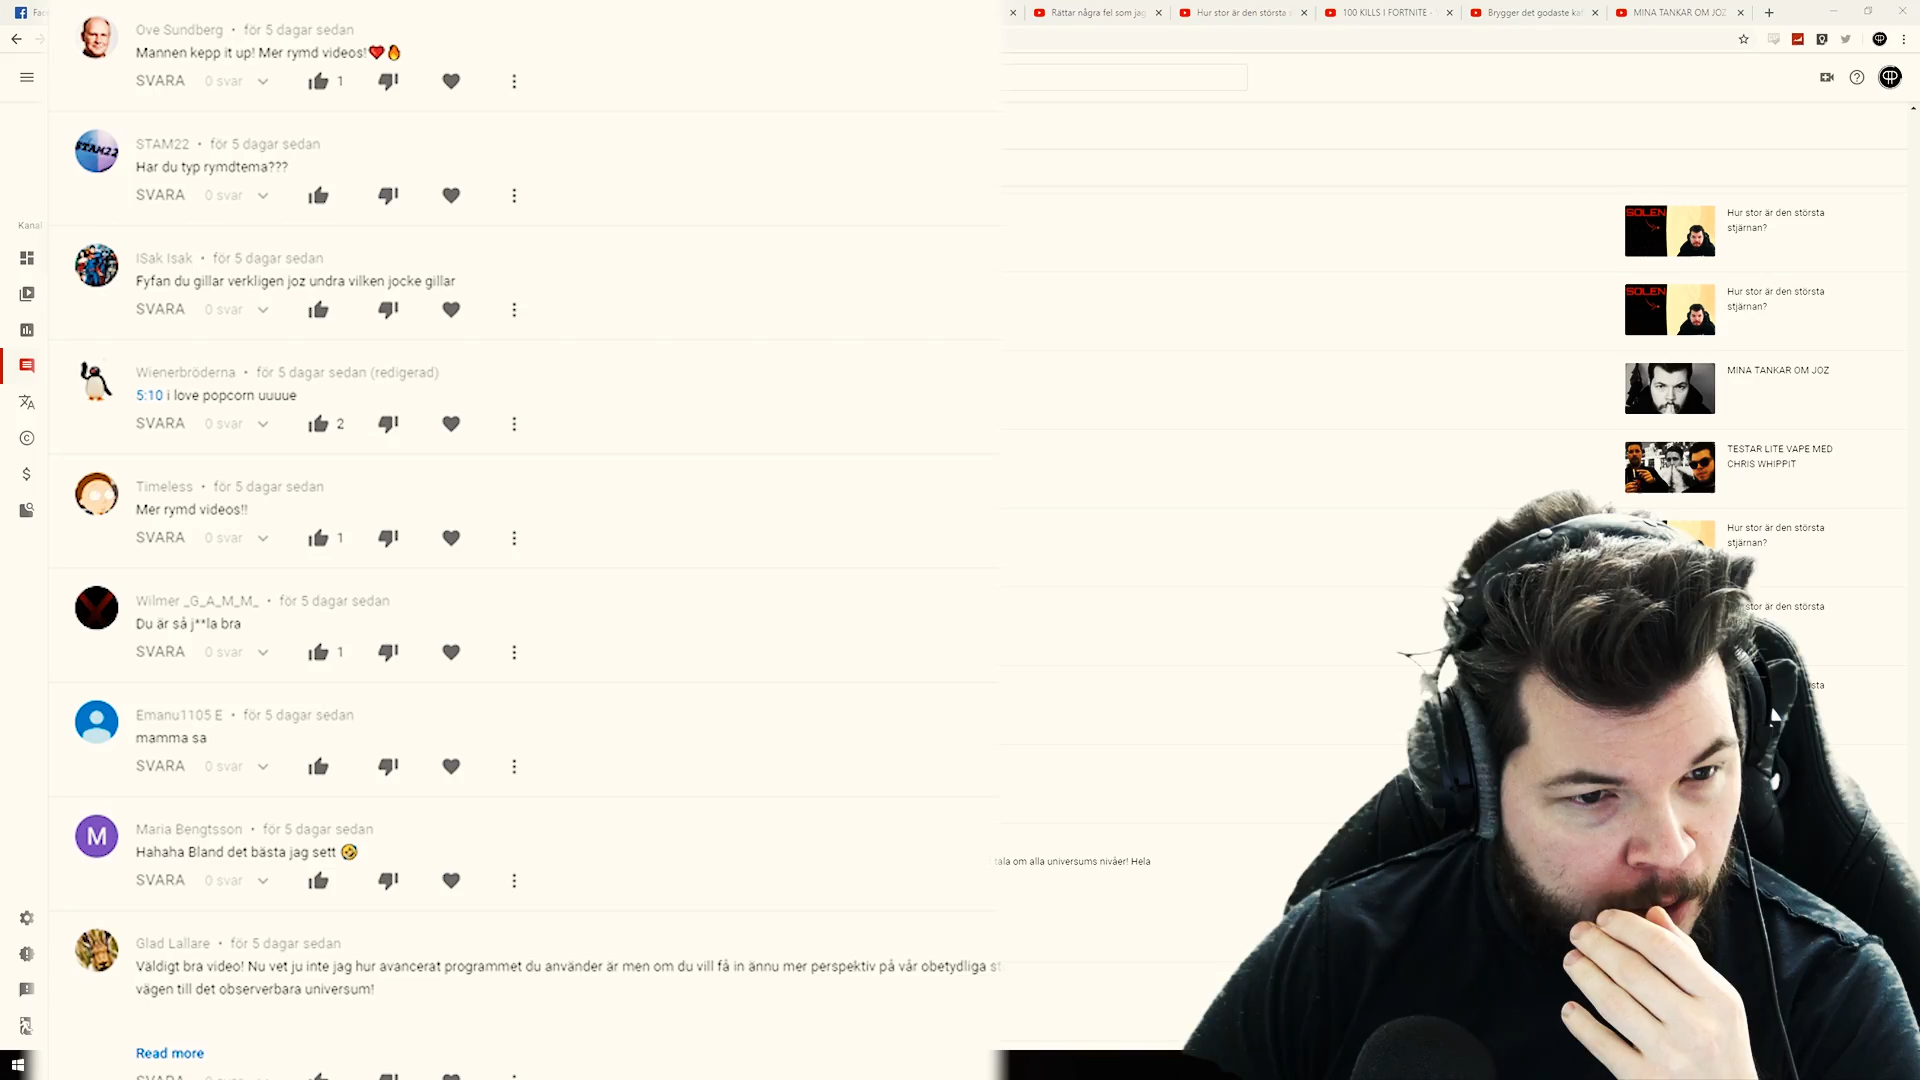 Rättar några fel som jag
Hur stor är den största s
100 KILLS I FORTNITE -
Brygger det godaste ka
MINA TANKAR OM JOZ
Kanal
Ove Sundberg • för 5 dagar sedan
Mannen kepp it up! Mer rymd videos!❤️🔥
SVARA 0 svar 1
STAM22
STAM22 • för 5 dagar sedan
Har du typ rymdtema???
SVARA 0 svar
ISak Isak • för 5 dagar sedan
Fyfan du gillar verkligen joz undra vilken jocke gillar
SVARA 0 svar
Wienerbröderna • för 5 dagar sedan (redigerad)
5:10 i love popcorn uuuue
SVARA 0 svar 2
Timeless • för 5 dagar sedan
Mer rymd videos!!
SVARA 0 svar 1
Wilmer _G_A_M_M_ • för 5 dagar sedan
Du är så j**la bra
SVARA 0 svar 1
Emanu1105 E • för 5 dagar sedan
mamma sa
SVARA 0 svar
M
Maria Bengtsson • för 5 dagar sedan
Hahaha Bland det bästa jag sett 🤣
SVARA 0 svar
Glad Lallare • för 5 dagar sedan
Väldigt bra video! Nu vet ju inte jag hur avancerat programmet du använder är men om du vill få in ännu mer perspektiv på vår obetydliga st
vägen till det observerbara universum!
Read more
SVARA 0 svar
tala om alla universums nivåer! Hela
SOLEN
Hur stor är den största
stjärnan?
SOLEN
Hur stor är den största
stjärnan?
MINA TANKAR OM JOZ
TESTAR LITE VAPE MED
CHRIS WHIPPIT
Hur stor är den största
stjärnan?
stor är den största